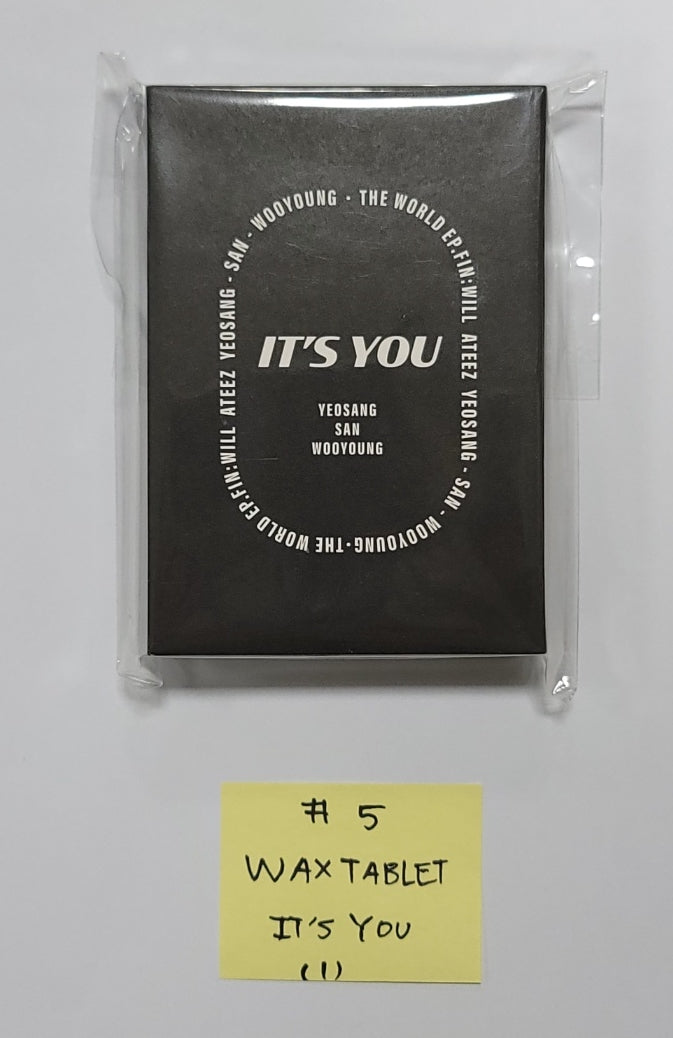 WOOYOUNG · THE WORLD EP.FIN:WILL ATEEZ YEOSANG - SAN - WOOYOUNG·THE WORLD EP.FIN:WILL ATEEZ YEOSANG - SAN -
IT'S YOU
YEOSANG
SAN
WOOYOUNG
# 5
WAX TABLET
IT'S YOU
(1)